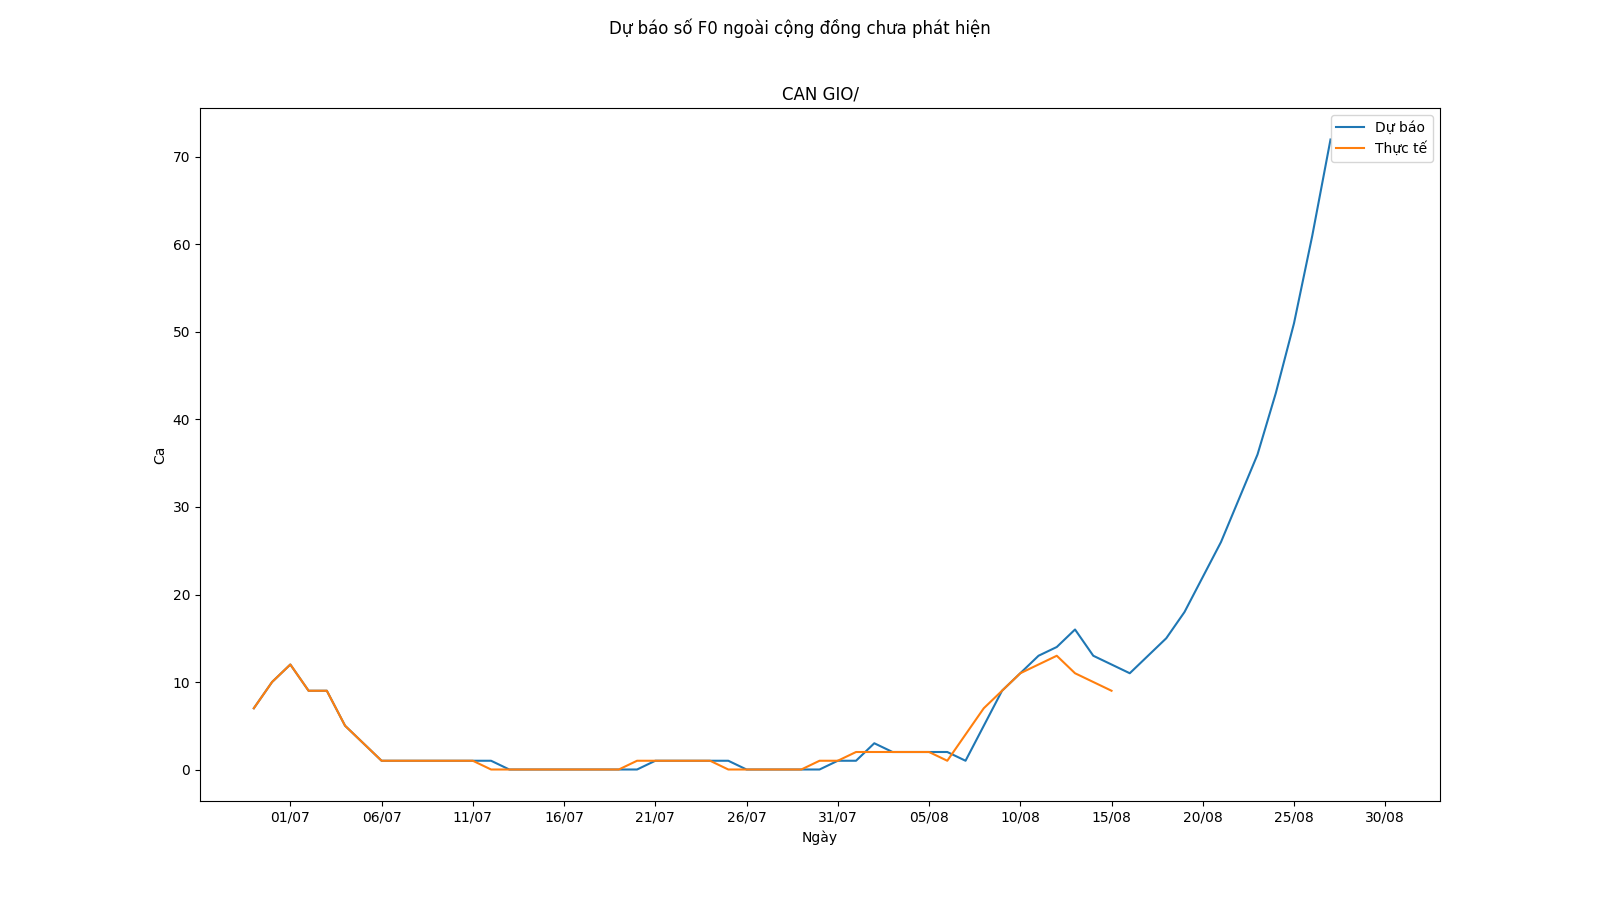 Dự báo số F0 ngoài cộng đồng chưa phát hiện
CAN GIO/
Dự báo
Thực tế
70
60
50
40
30
20
10
0
Ca
01/07 06/07 11/07 16/07 21/07 26/07 31/07 05/08 10/08 15/08 20/08 25/08 30/08
Ngày